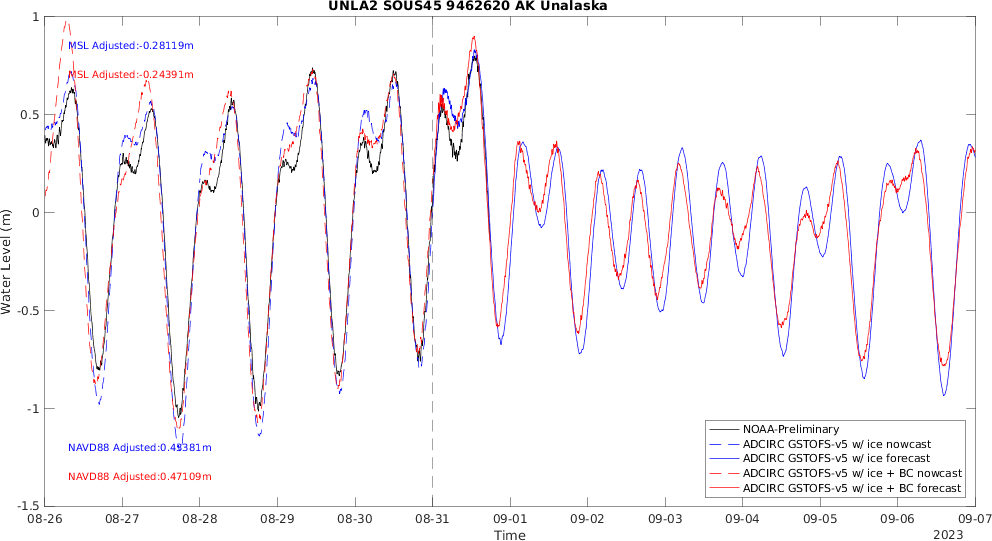 UNLA2 SOUS45 9462620 AK Unalaska
MSL Adjusted:-0.28119m
MSL Adjusted:-0.24391m
NAVD88 Adjusted:0.49381m
NAVD88 Adjusted:0.47109m
Water Level (m)
1
0.5
0
-0.5
-1
-1.5
08-26 08-27 08-28 08-29 08-30 08-31 09-01 09-02 09-03 09-04 09-05 09-06 09-07
Time
2023
NOAA-Preliminary
ADCIRC GSTOFS-v5 w/ ice nowcast
ADCIRC GSTOFS-v5 w/ ice forecast
ADCIRC GSTOFS-v5 w/ ice + BC nowcast
ADCIRC GSTOFS-v5 w/ ice + BC forecast